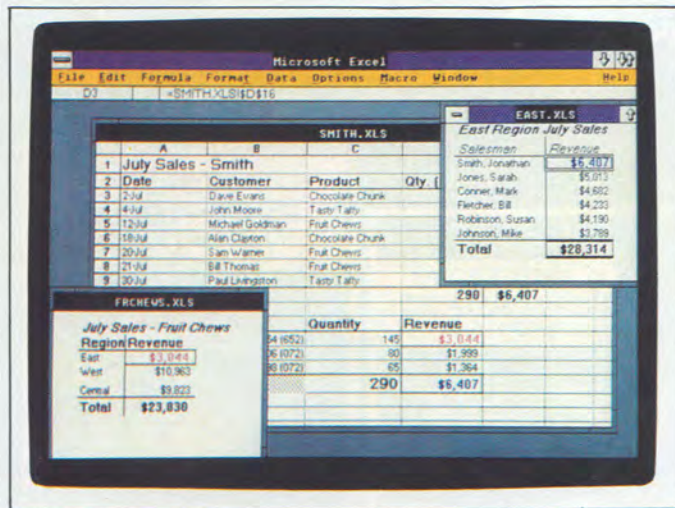 Microsoft Excel
File Edit Formula Format Data Options Macro Window Help
D3 =SMITH.XLS!$D$16
SMITH.XLS
A B C
1 July Sales - Smith
2 Date Customer Product Qty.
3 2-Jul Dave Evans Chocolate Chunk
4 4-Jul John Moore Tasty Taffy
5 12-Jul Michael Goldman Fruit Chews
6 18-Jul Alan Clayton Chocolate Chunk
7 20-Jul Sam Warner Fruit Chews
8 21-Jul Bill Thomas Fruit Chews
9 30-Jul Paul Livingston Tasty Taffy
290 $6,407
Quantity Revenue
(652) 145 $3,044
(072) 80 $1,999
(072) 65 $1,364
290 $6,407
EAST.XLS
East Region July Sales
Salesman Revenue
Smith, Jonathan $6,407
Jones, Sarah $5,013
Conner, Mark $4,682
Fletcher, Bill $4,233
Robinson, Susan $4,190
Johnson, Mike $3,789
Total $28,314
FRCHEWS.XLS
July Sales - Fruit Chews
Region Revenue
East $3,044
West $10,963
Central $9,823
Total $23,830